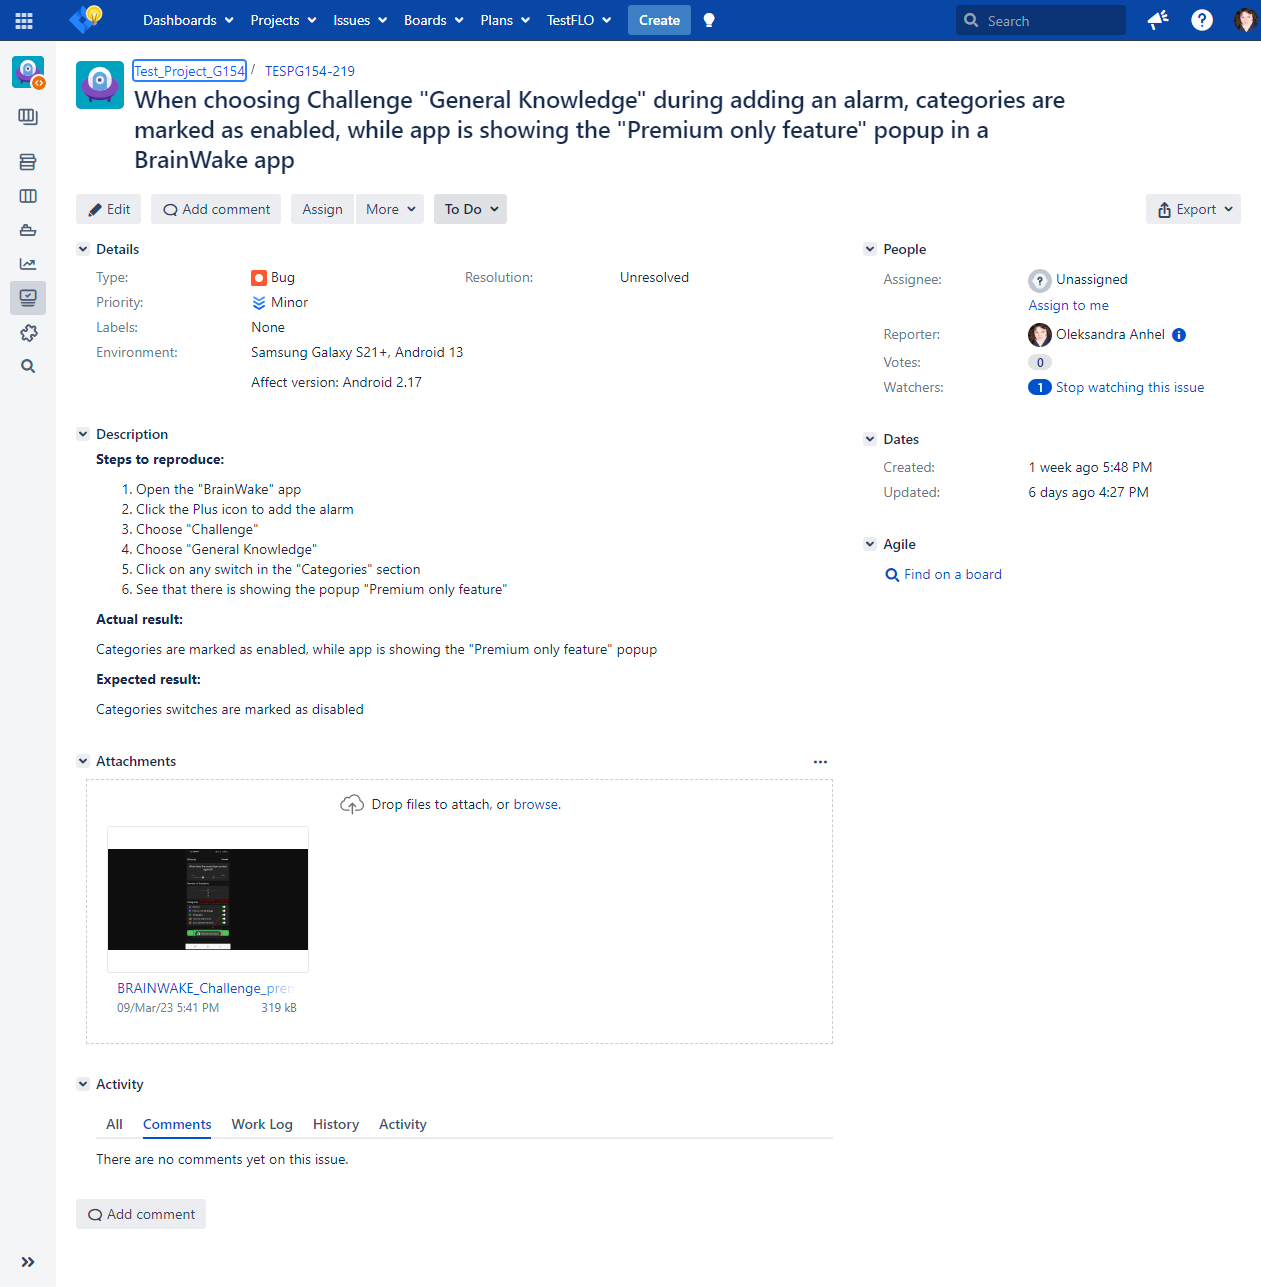 Dashboards Projects Issues Boards Plans TestFLO Create Search
Test_Project_G154 / TESPG154-219
When choosing Challenge "General Knowledge" during adding an alarm, categories are
marked as enabled, while app is showing the "Premium only feature" popup in a
BrainWake app
Edit Add comment Assign More To Do Export
Details
Type: Bug Resolution: Unresolved
Priority: Minor
Labels: None
Environment: Samsung Galaxy S21+, Android 13
Affect version: Android 2.17
People
Assignee: ? Unassigned
Assign to me
Reporter: Oleksandra Anhel
Votes: 0
Watchers: 1 Stop watching this issue
Description
Steps to reproduce:
1. Open the "BrainWake" app
2. Click the Plus icon to add the alarm
3. Choose "Challenge"
4. Choose "General Knowledge"
5. Click on any switch in the "Categories" section
6. See that there is showing the popup "Premium only feature"
Actual result:
Categories are marked as enabled, while app is showing the "Premium only feature" popup
Expected result:
Categories switches are marked as disabled
Dates
Created: 1 week ago 5:48 PM
Updated: 6 days ago 4:27 PM
Agile
Find on a board
Attachments
Drop files to attach, or browse.
BRAINWAKE_Challenge_prem
09/Mar/23 5:41 PM 319 kB
Activity
All Comments Work Log History Activity
There are no comments yet on this issue.
Add comment